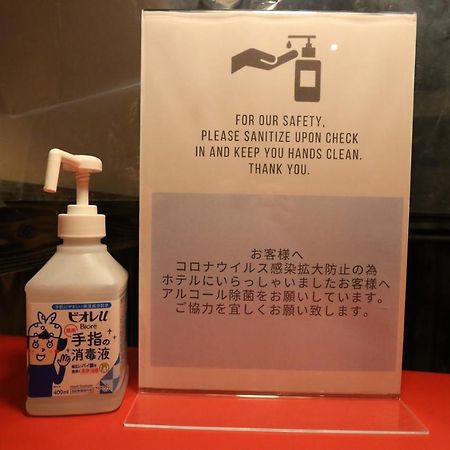 FOR OUR SAFETY,
PLEASE SANITIZE UPON CHECK
IN AND KEEP YOU HANDS CLEAN.
THANK YOU.
お客様へ
コロナウイルス感染拡大防止の為
ホテルにいらっしゃいましたお客様へ
アルコール除菌をお願いしています。
ご協力を宜しくお願い致します。
ビオレu
Biore
手指の
消毒液
400ml